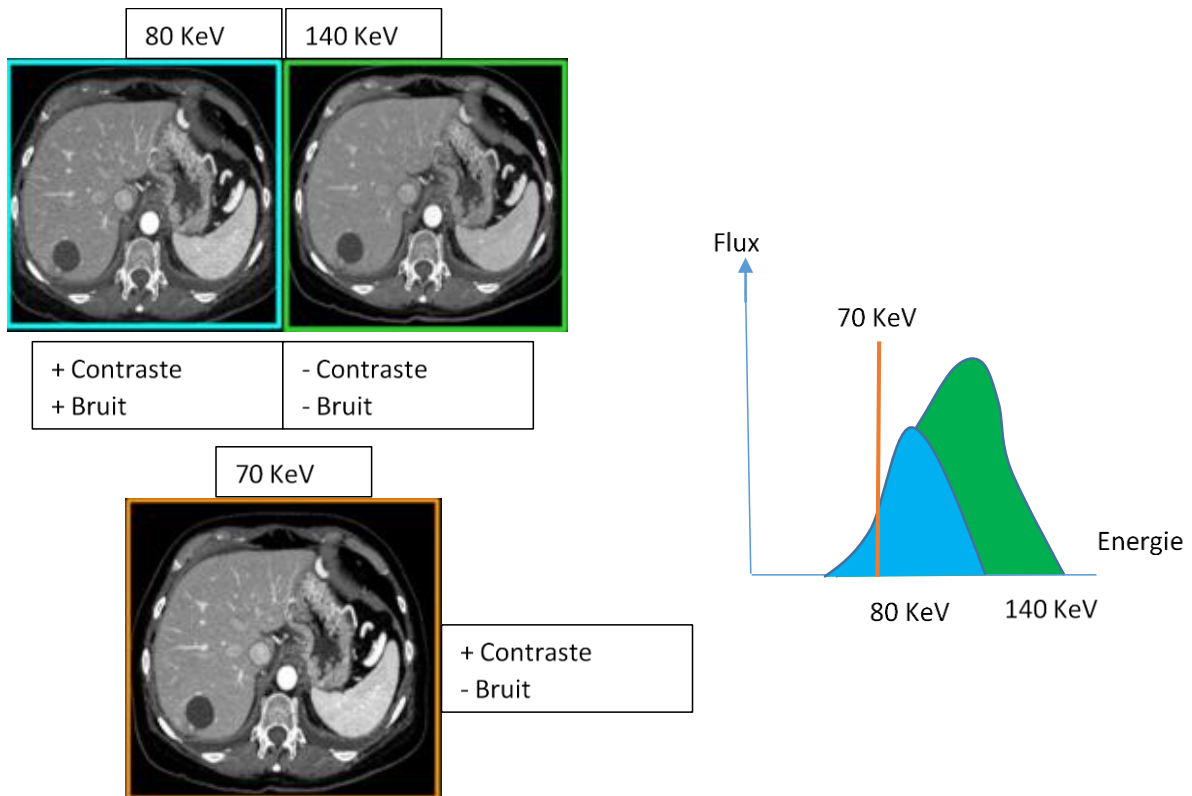 80 KeV
140 KeV
+ Contraste
+ Bruit
- Contraste
- Bruit
70 KeV
+ Contraste
- Bruit
Flux
70 KeV
Energie
80 KeV
140 KeV